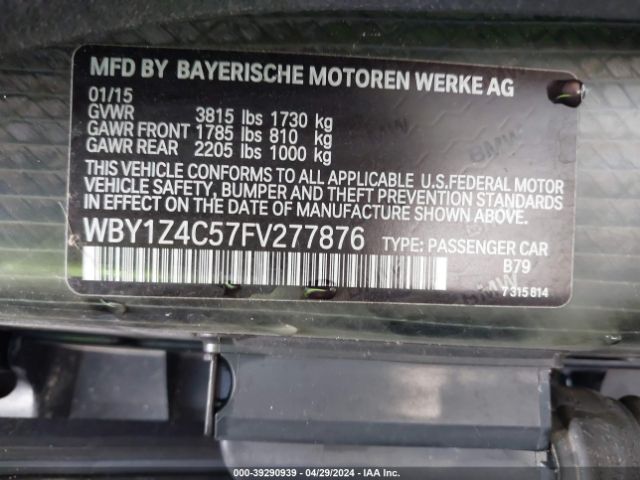 MFD BY BAYERISCHE MOTOREN WERKE AG
01/15
GVWR 3815 lbs 1730 kg
GAWR FRONT 1785 lbs 810 kg
GAWR REAR 2205 lbs 1000 kg
THIS VEHICLE CONFORMS TO ALL APPLICABLE U.S.FEDERAL MOTOR
VEHICLE SAFETY, BUMPER AND THEFT PREVENTION STANDARDS
IN EFFECT ON THE DATE OF MANUFACTURE SHOWN ABOVE.
WBY1Z4C57FV277876 TYPE: PASSENGER CAR
B79
7 315 814
BMW
BMW
BMW
000-39290939 - 04/29/2024 - IAA Inc.